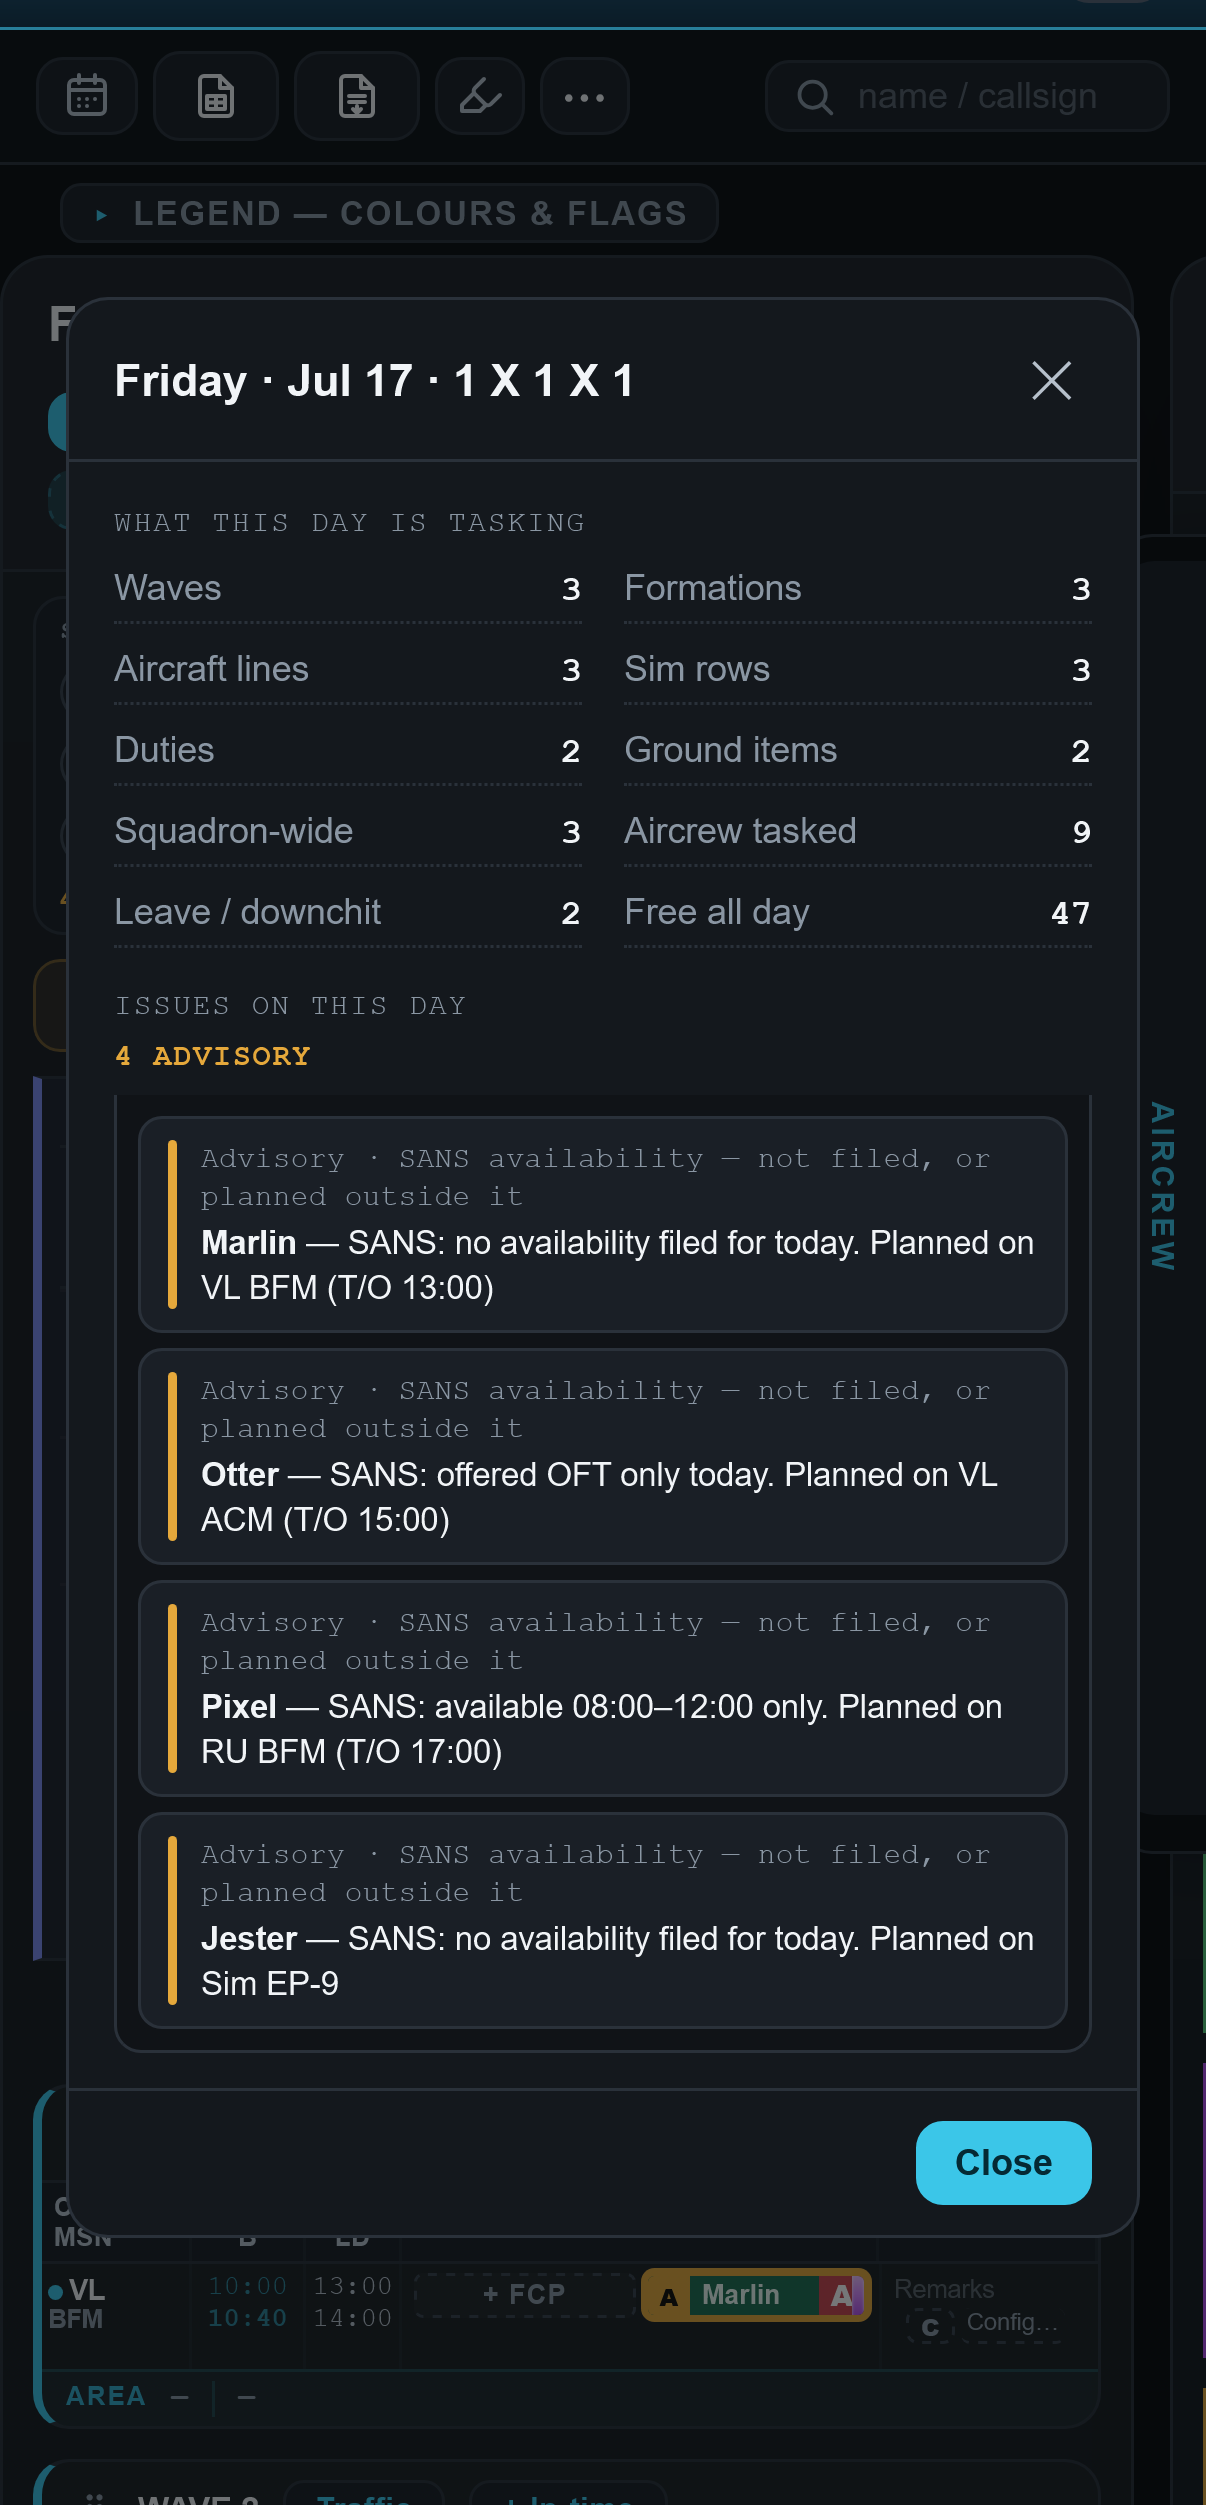 name / callsign
LEGEND — COLOURS & FLAGS
F
Friday · Jul 17 · 1 X 1 X 1
WHAT THIS DAY IS TASKING
Waves 3 Formations 3
Aircraft lines 3 Sim rows 3
Duties 2 Ground items 2
Squadron-wide 3 Aircrew tasked 9
Leave / downchit 2 Free all day 47
ISSUES ON THIS DAY
4 ADVISORY
Advisory · SANS availability — not filed, or
planned outside it
Marlin — SANS: no availability filed for today. Planned on
VL BFM (T/O 13:00)
Advisory · SANS availability — not filed, or
planned outside it
Otter — SANS: offered OFT only today. Planned on VL
ACM (T/O 15:00)
Advisory · SANS availability — not filed, or
planned outside it
Pixel — SANS: available 08:00–12:00 only. Planned on
RU BFM (T/O 17:00)
Advisory · SANS availability — not filed, or
planned outside it
Jester — SANS: no availability filed for today. Planned on
Sim EP-9
AIRCREW
Close
MSN
VL 10:00 13:00 + FCP A Marlin A Remarks
BFM 10:40 14:00 C Config...
AREA — —
WAVE 2 Traffic + In-time